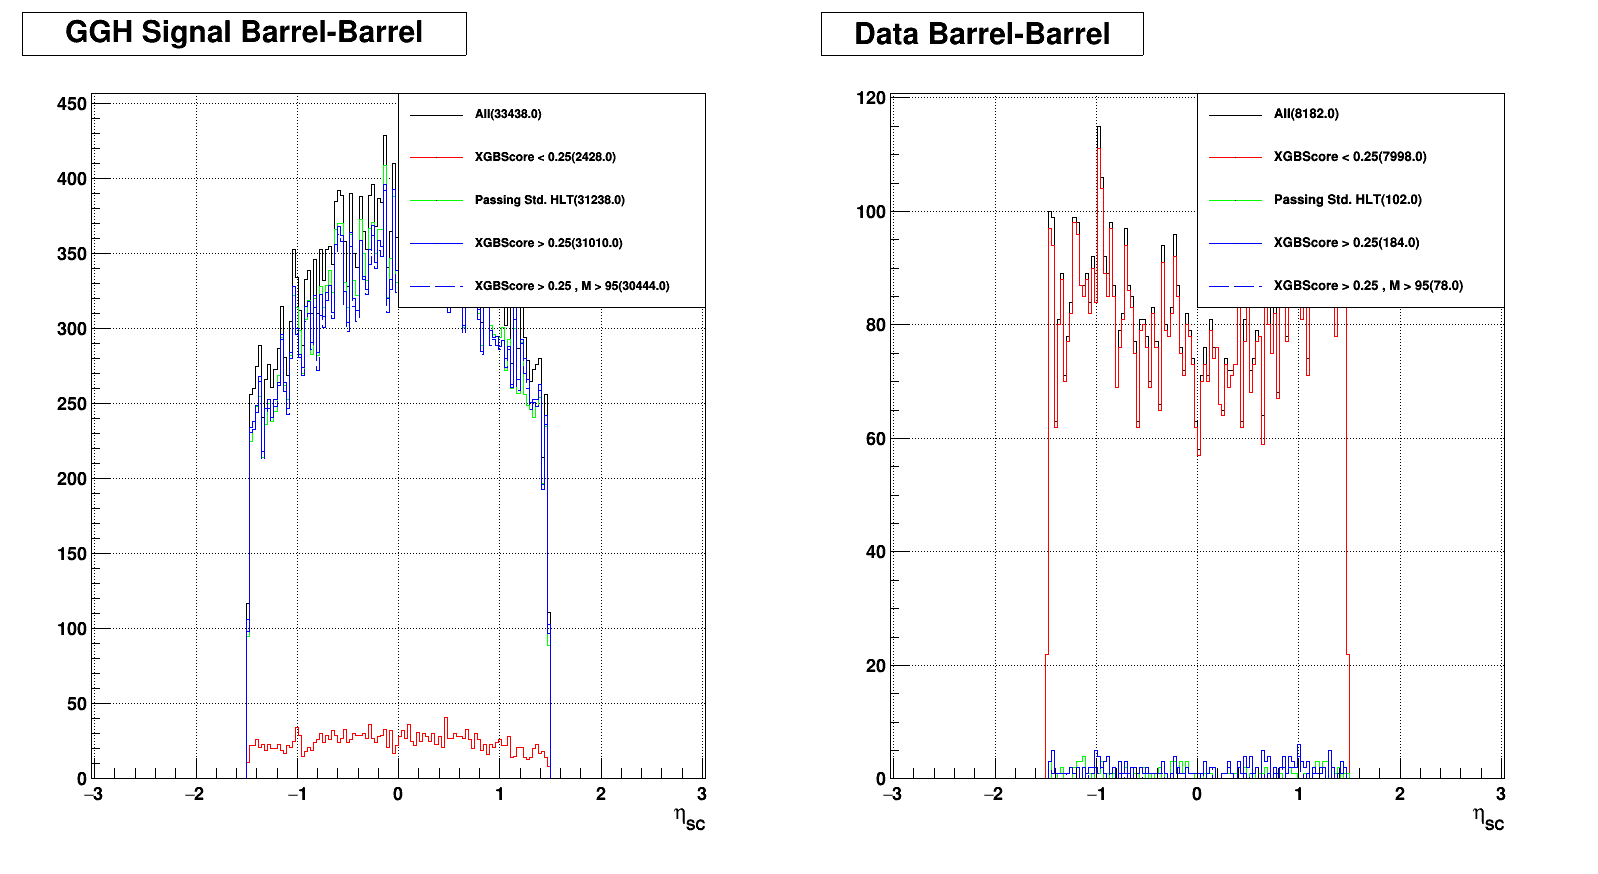 GGH Signal Barrel-Barrel
450
400
350
300
250
200
150
100
50
0
All(33438.0)
XGBScore < 0.25(2428.0)
Passing Std. HLT(31238.0)
XGBScore > 0.25(31010.0)
XGBScore > 0.25 , M > 95(30444.0)
−3 −2 −1 0 1 2 3
ηSC
Data Barrel-Barrel
120
100
80
60
40
20
0
All(8182.0)
XGBScore < 0.25(7998.0)
Passing Std. HLT(102.0)
XGBScore > 0.25(184.0)
XGBScore > 0.25 , M > 95(78.0)
−3 −2 −1 0 1 2 3
ηSC